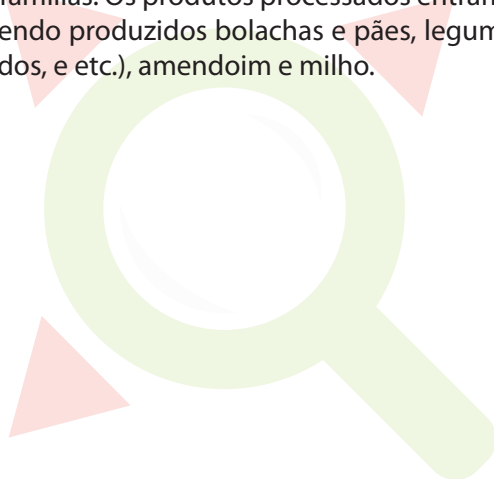 famílias. Os produtos processados entram
endo produzidos bolachas e pães, legum
dos, e etc.), amendoim e milho.